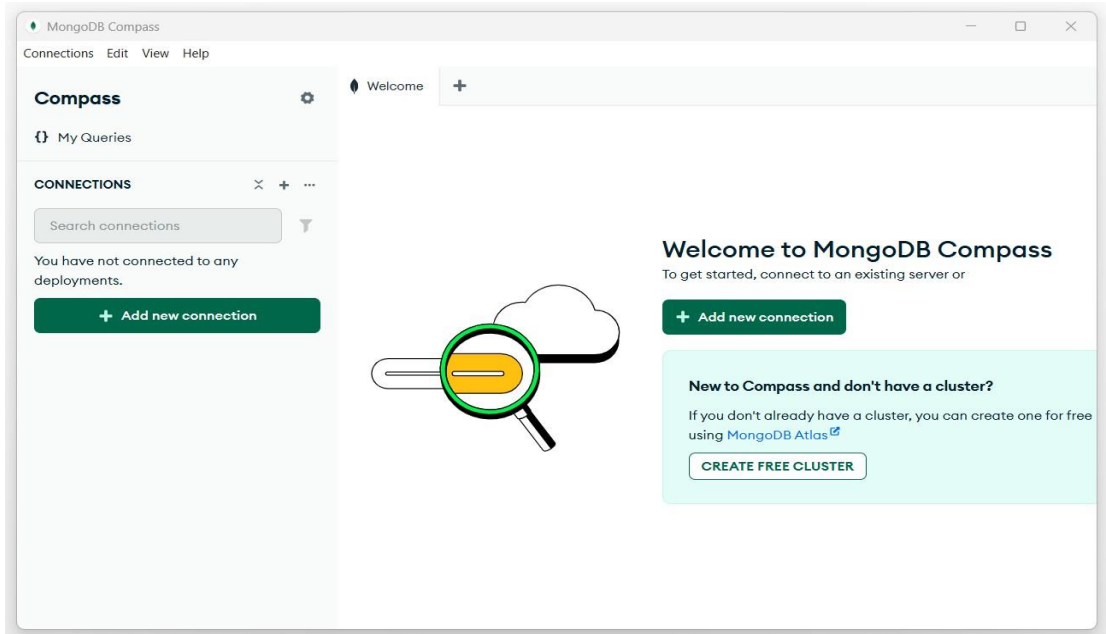 MongoDB Compass
Connections Edit View Help
Compass
{} My Queries
CONNECTIONS
Search connections
You have not connected to any
deployments.
+ Add new connection
Welcome +
Welcome to MongoDB Compass
To get started, connect to an existing server or
+ Add new connection
New to Compass and don't have a cluster?
If you don't already have a cluster, you can create one for free
using MongoDB Atlas
CREATE FREE CLUSTER